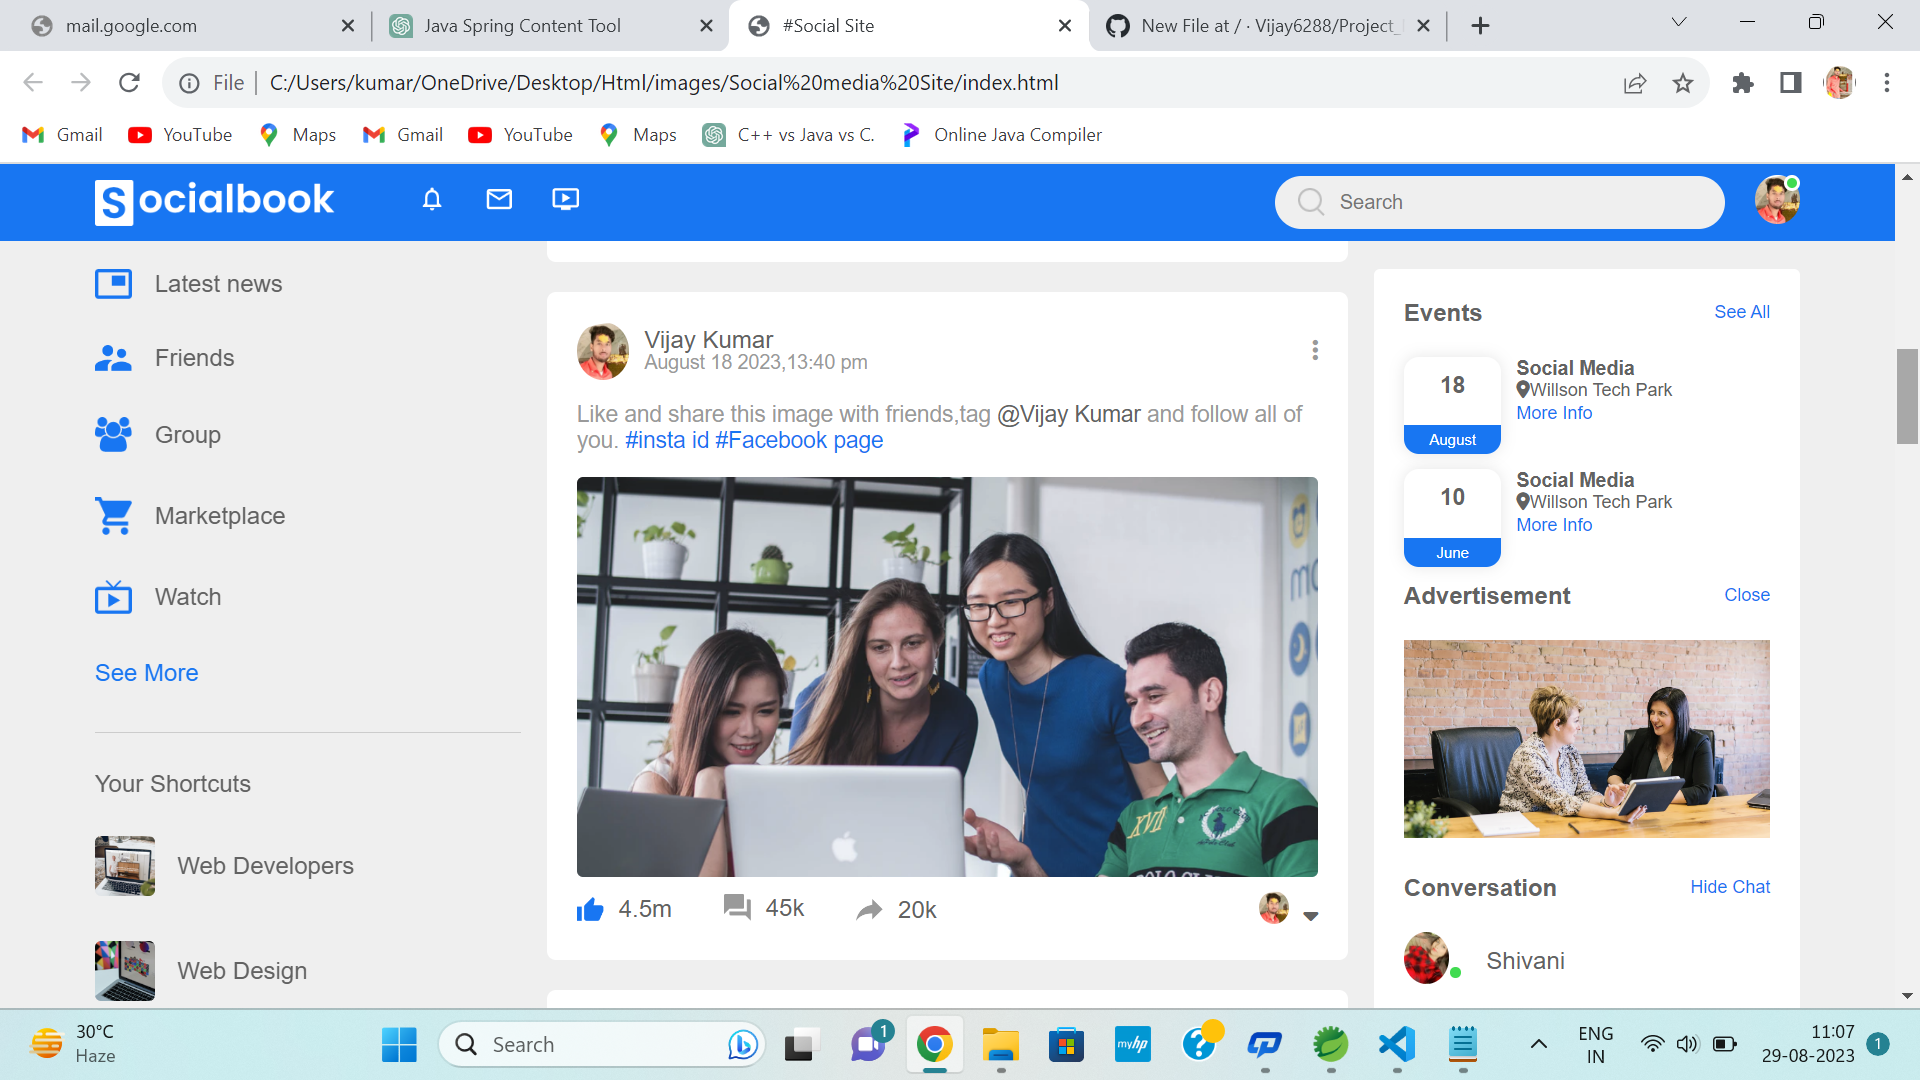 mail.google.com
Java Spring Content Tool
#Social Site
New File at / · Vijay6288/Project_
File
C:/Users/kumar/OneDrive/Desktop/Html/images/Social%20media%20Site/index.html
Gmail
YouTube
Maps
Gmail
YouTube
Maps
C++ vs Java vs C.
Online Java Compiler
Socialbook
Search
Latest news
Friends
Group
Marketplace
Watch
See More
Your Shortcuts
Web Developers
Web Design
Vijay Kumar
August 18 2023,13:40 pm
Like and share this image with friends,tag @Vijay Kumar and follow all of
you. #insta id #Facebook page
XVII
4.5m
45k
20k
Events
See All
18
August
Social Media
Willson Tech Park
More Info
10
June
Social Media
Willson Tech Park
More Info
Advertisement
Close
Conversation
Hide Chat
Shivani
30°C
Haze
Search
1
myhp
ENG
IN
11:07
29-08-2023
1